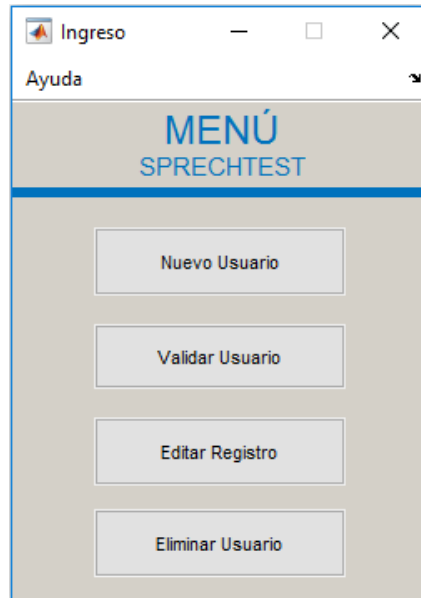 Ingreso
Ayuda
MENÚ
SPRECHTEST
Nuevo Usuario
Validar Usuario
Editar Registro
Eliminar Usuario